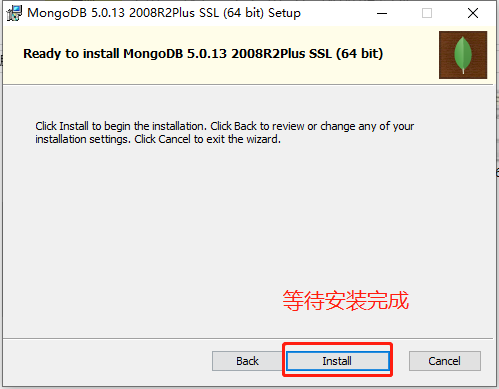 MongoDB 5.0.13 2008R2Plus SSL (64 bit) Setup
Ready to install MongoDB 5.0.13 2008R2Plus SSL (64 bit)
Click Install to begin the installation. Click Back to review or change any of your
installation settings. Click Cancel to exit the wizard.
等待安装完成
Back Install Cancel